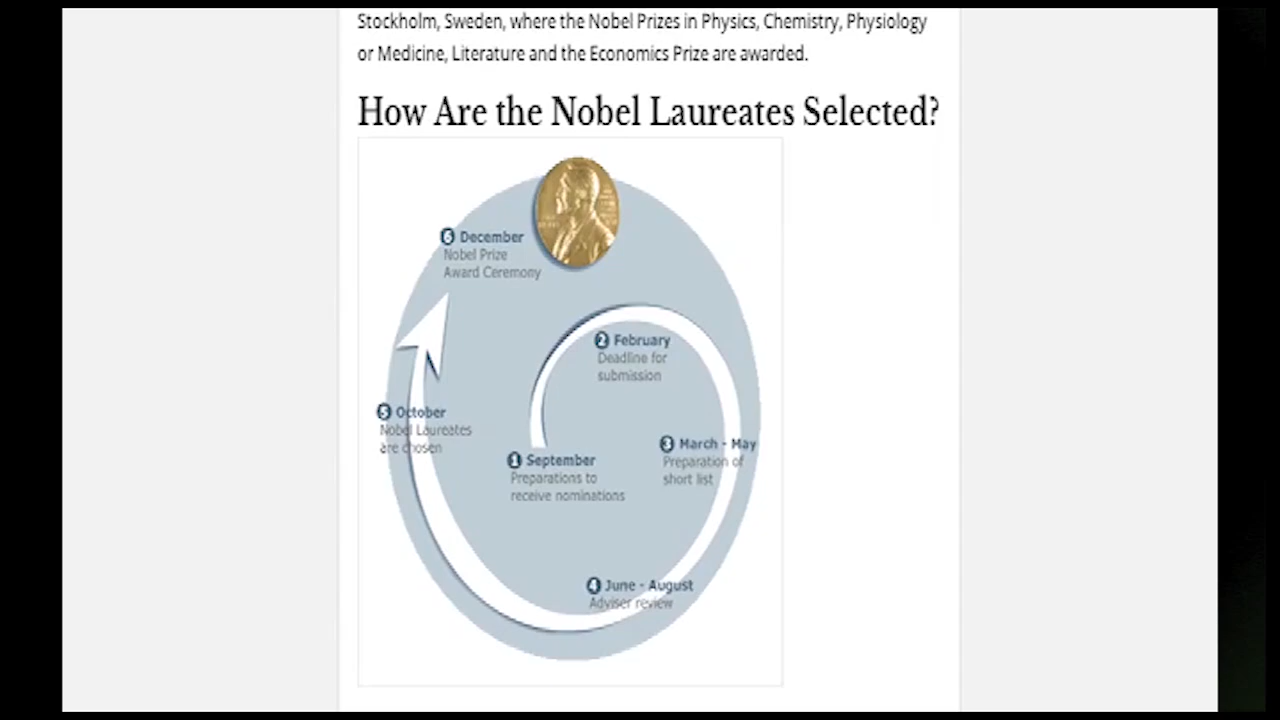 Stockholm, Sweden, where the Nobel Prizes in Physics, Chemistry, Physiology
or Medicine, Literature and the Economics Prize are awarded.
How Are the Nobel Laureates Selected?
6 December
Nobel Prize
Award Ceremony
2 February
Deadline for
submission
5 October
Nobel Laureates
are chosen
3 March - May
Preparation of
short list
1 September
Preparations to
receive nominations
4 June - August
Adviser review